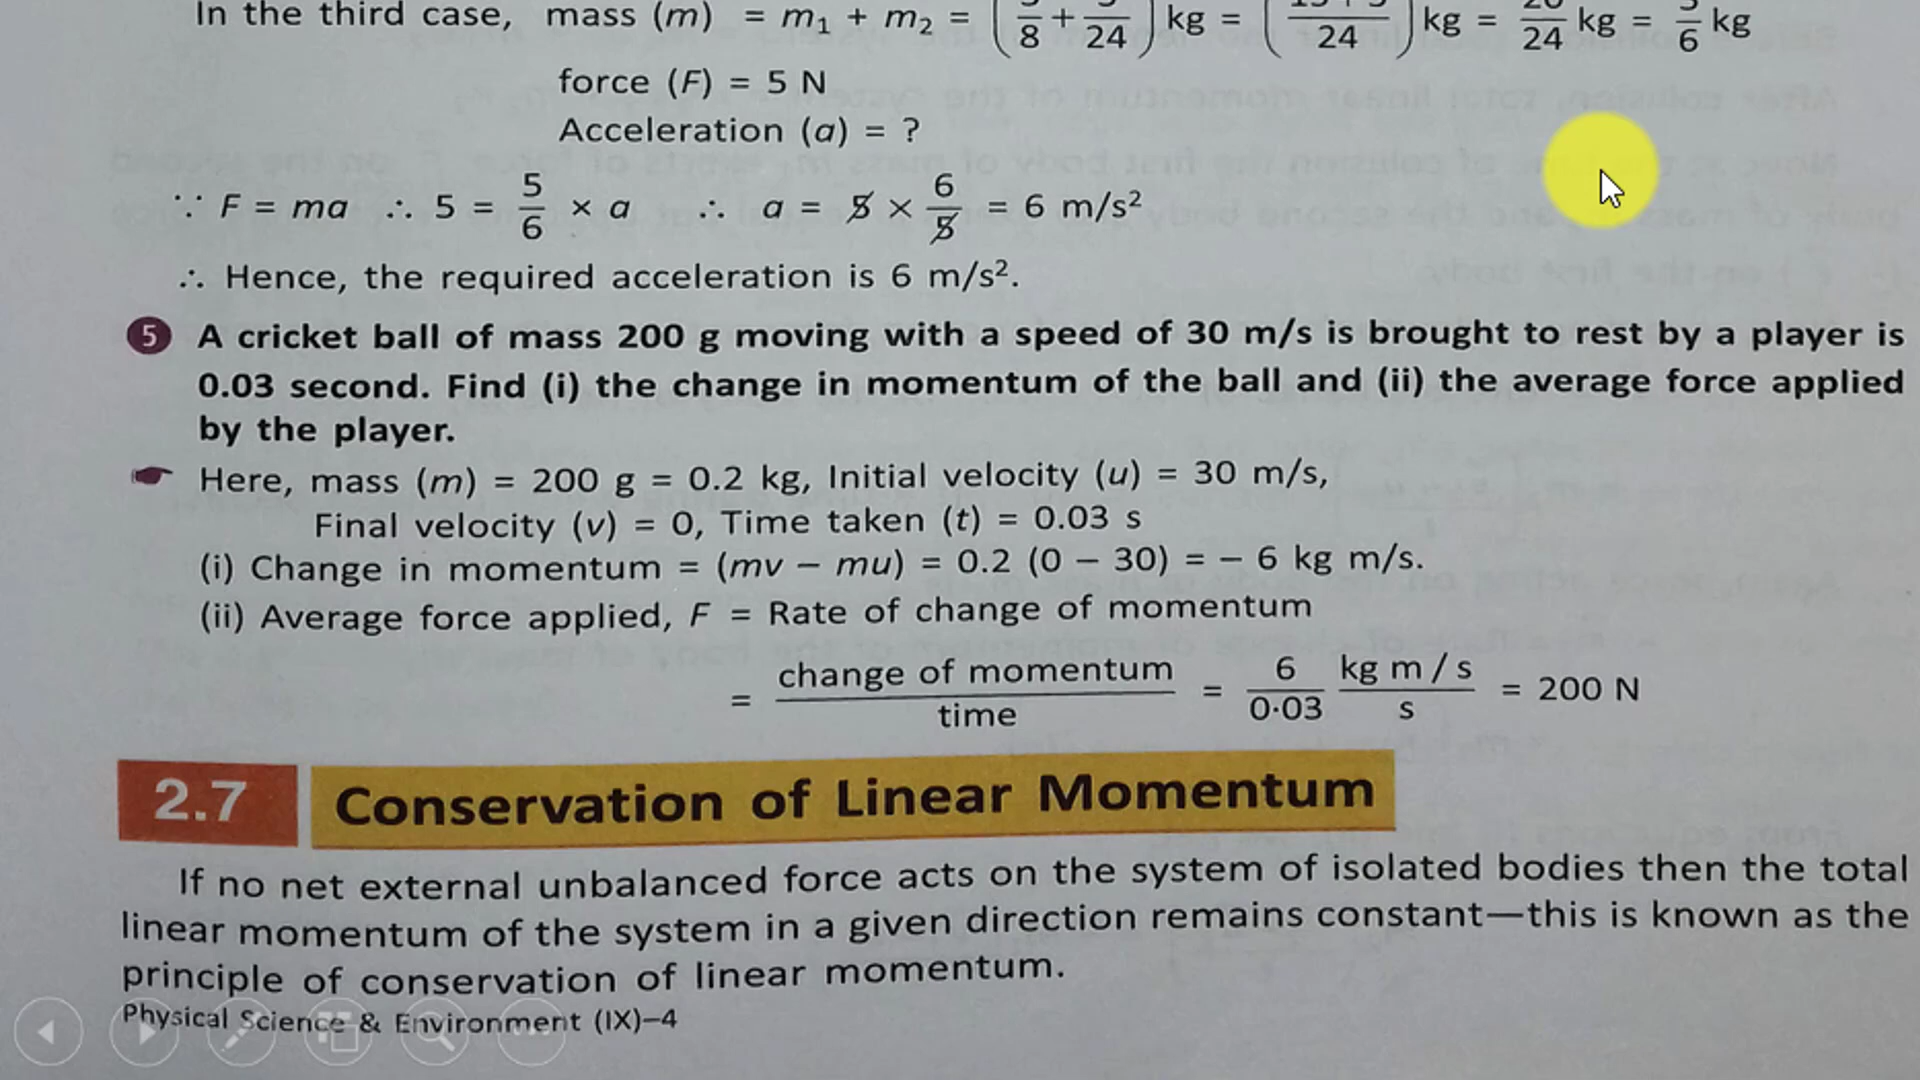 In the third case, mass (m) = m₁ + m₂ = ( /8 + /24 ) kg = ( /24 ) kg = 20/24 kg = 5/6 kg
force (F) = 5 N
Acceleration (a) = ?
∵ F = ma ∴ 5 = 5/6 × a ∴ a = 5 × 6/5 = 6 m/s²
∴ Hence, the required acceleration is 6 m/s².
5 A cricket ball of mass 200 g moving with a speed of 30 m/s is brought to rest by a player is
0.03 second. Find (i) the change in momentum of the ball and (ii) the average force applied
by the player.
Here, mass (m) = 200 g = 0.2 kg, Initial velocity (u) = 30 m/s,
Final velocity (v) = 0, Time taken (t) = 0.03 s
(i) Change in momentum = (mv – mu) = 0.2 (0 – 30) = – 6 kg m/s.
(ii) Average force applied, F = Rate of change of momentum
= change of momentum/time = 6/0·03 kg m / s/s = 200 N
2.7 Conservation of Linear Momentum
If no net external unbalanced force acts on the system of isolated bodies then the total
linear momentum of the system in a given direction remains constant—this is known as the
principle of conservation of linear momentum.
Physical Science & Environment (IX)–4